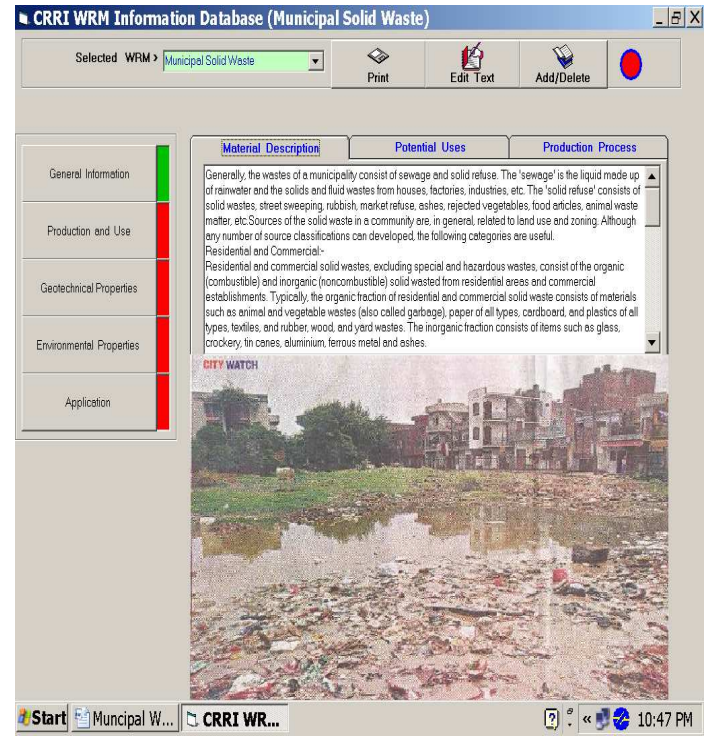 CRRI WRM Information Database (Municipal Solid Waste)
Selected WRM > Municipal Solid Waste
Print
Edit Text
Add/Delete
General Information
Production and Use
Geotechnical Properties
Environmental Properties
Application
Material Description
Potential Uses
Production Process
Generally, the wastes of a municipality consist of sewage and solid refuse. The 'sewage' is the liquid made up
of rainwater and the solids and fluid wastes from houses, factories, industries, etc. The 'solid refuse' consists of
solid wastes, street sweeping, rubbish, market refuse, ashes, rejected vegetables, food articles, animal waste
matter, etc.Sources of the solid waste in a community are, in general, related to land use and zoning. Although
any number of source classifications can developed, the following categories are useful.
Residential and Commercial:-
Residential and commercial solid wastes, excluding special and hazardous wastes, consist of the organic
(combustible) and inorganic (noncombustible) solid wasted from residential areas and commercial
establishments. Typically, the organic fraction of residential and commercial solid waste consists of materials
such as animal and vegetable wastes (also called garbage), paper of all types, cardboard, and plastics of all
types, textiles, and rubber, wood, and yard wastes. The inorganic fraction consists of items such as glass,
crockery, tin canes, aluminium, ferrous metal and ashes.
CITY WATCH
Start
Muncipal W...
CRRI WR...
10:47 PM